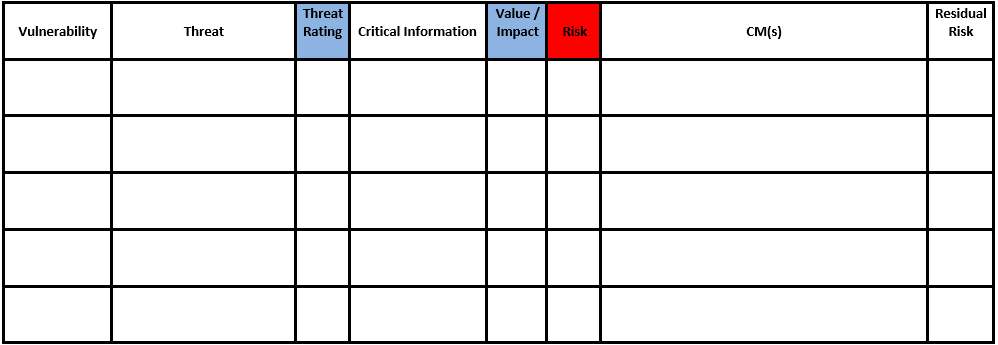 Vulnerability
Threat
Threat
Rating
Critical Information
Value /
Impact
Risk
CM(s)
Residual
Risk